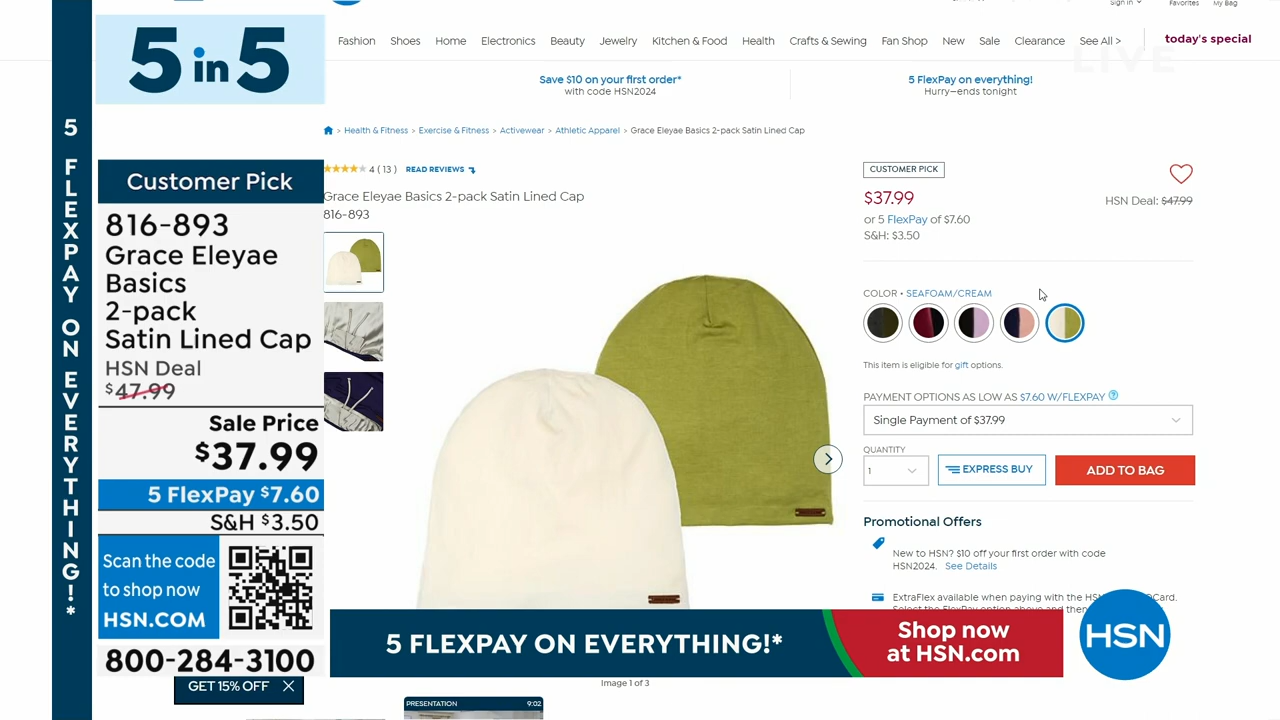 Sign in
Favorites
My Bag
5 in 5
Fashion
Shoes
Home
Electronics
Beauty
Jewelry
Kitchen & Food
Health
Crafts & Sewing
Fan Shop
New
Sale
Clearance
See All >
today's special
LIVE
Save $10 on your first order*
with code HSN2024
5 FlexPay on everything!
Hurry—ends tonight
5 FLEXPAY ON EVERYTHING!*
> Health & Fitness > Exercise & Fitness > Activewear > Athletic Apparel > Grace Eleyae Basics 2-pack Satin Lined Cap
4 ( 13 ) READ REVIEWS
Grace Eleyae Basics 2-pack Satin Lined Cap
816-893
Customer Pick
816-893
Grace Eleyae
Basics
2-pack
Satin Lined Cap
HSN Deal
$47.99
Sale Price
$37.99
5 FlexPay $7.60
S&H $3.50
Scan the code
to shop now
HSN.COM
800-284-3100
GET 15% OFF
CUSTOMER PICK
$37.99
HSN Deal: $47.99
or 5 FlexPay of $7.60
S&H: $3.50
COLOR • SEAFOAM/CREAM
This item is eligible for gift options.
PAYMENT OPTIONS AS LOW AS $7.60 W/FLEXPAY ?
Single Payment of $37.99
QUANTITY
1
EXPRESS BUY
ADD TO BAG
Promotional Offers
New to HSN? $10 off your first order with code
HSN2024. See Details
ExtraFlex available when paying with the
5 FLEXPAY ON EVERYTHING!*
Shop now
at HSN.com
HSN
Image 1 of 3
PRESENTATION
9:02